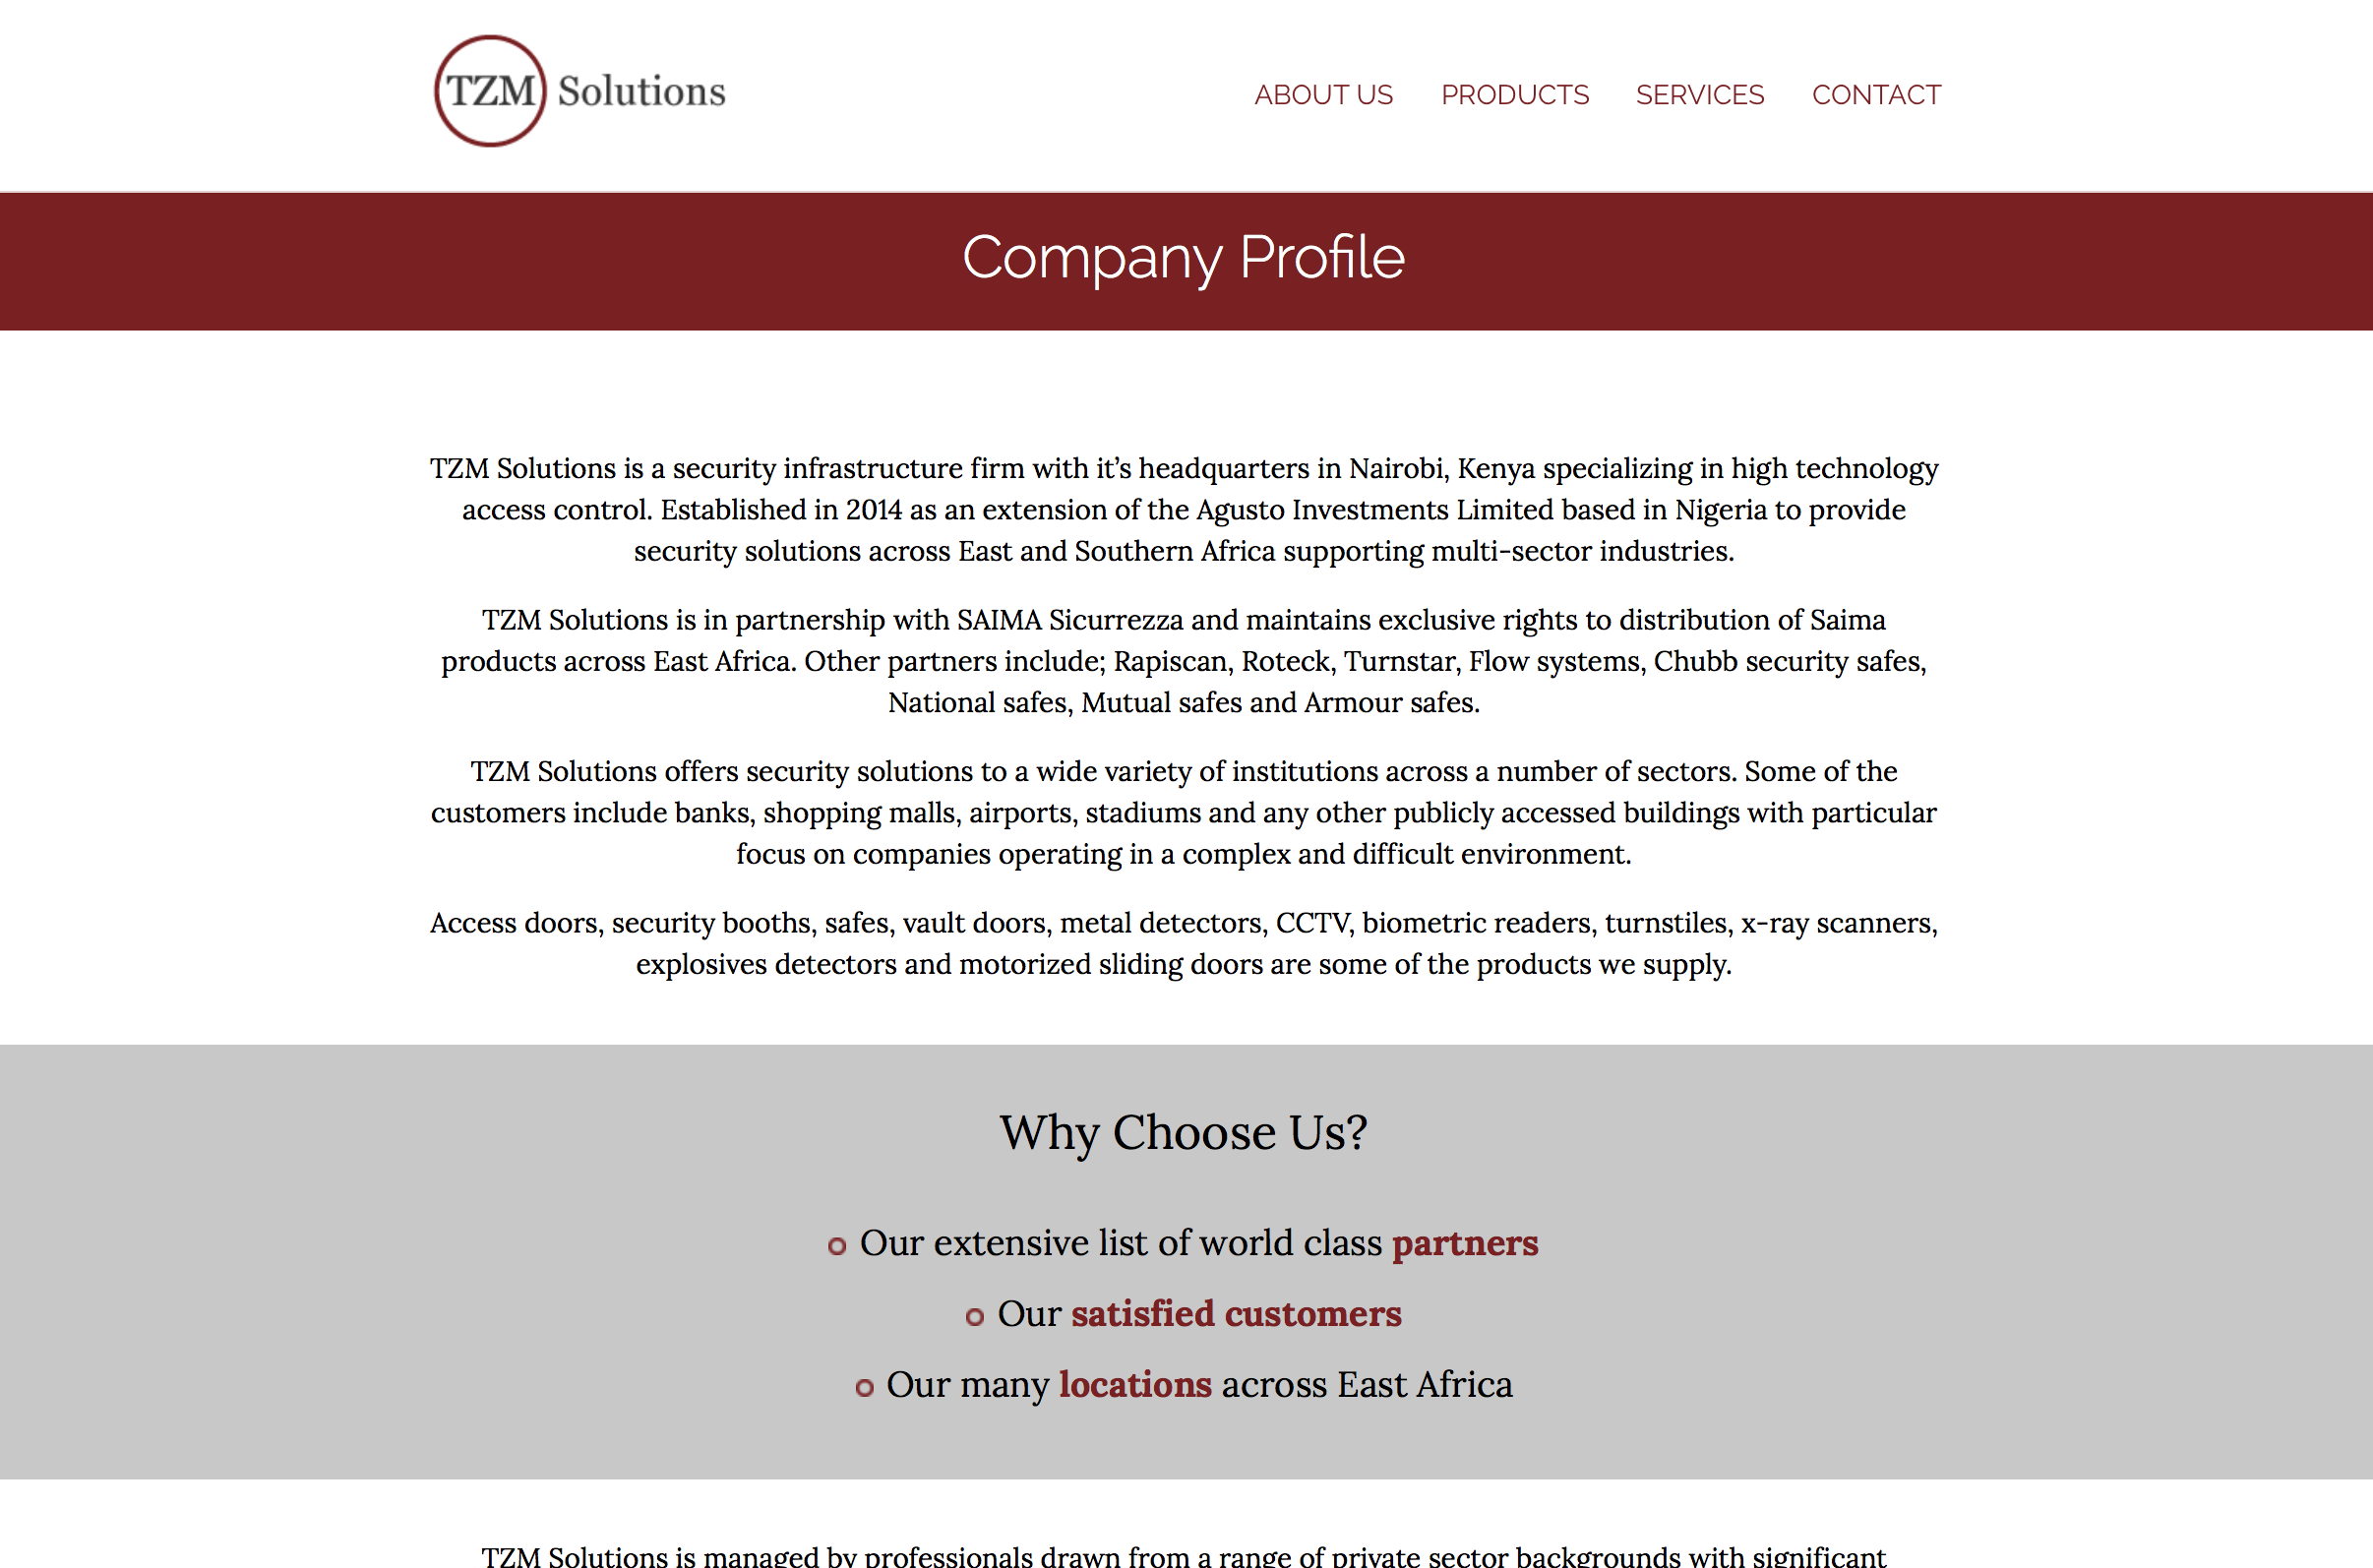 TZM Solutions
ABOUT US PRODUCTS SERVICES CONTACT
Company Profile
TZM Solutions is a security infrastructure firm with it’s headquarters in Nairobi, Kenya specializing in high technology
access control. Established in 2014 as an extension of the Agusto Investments Limited based in Nigeria to provide
security solutions across East and Southern Africa supporting multi-sector industries.
TZM Solutions is in partnership with SAIMA Sicurrezza and maintains exclusive rights to distribution of Saima
products across East Africa. Other partners include; Rapiscan, Roteck, Turnstar, Flow systems, Chubb security safes,
National safes, Mutual safes and Armour safes.
TZM Solutions offers security solutions to a wide variety of institutions across a number of sectors. Some of the
customers include banks, shopping malls, airports, stadiums and any other publicly accessed buildings with particular
focus on companies operating in a complex and difficult environment.
Access doors, security booths, safes, vault doors, metal detectors, CCTV, biometric readers, turnstiles, x-ray scanners,
explosives detectors and motorized sliding doors are some of the products we supply.
Why Choose Us?
Our extensive list of world class partners
Our satisfied customers
Our many locations across East Africa
TZM Solutions is managed by professionals drawn from a range of private sector backgrounds with significant